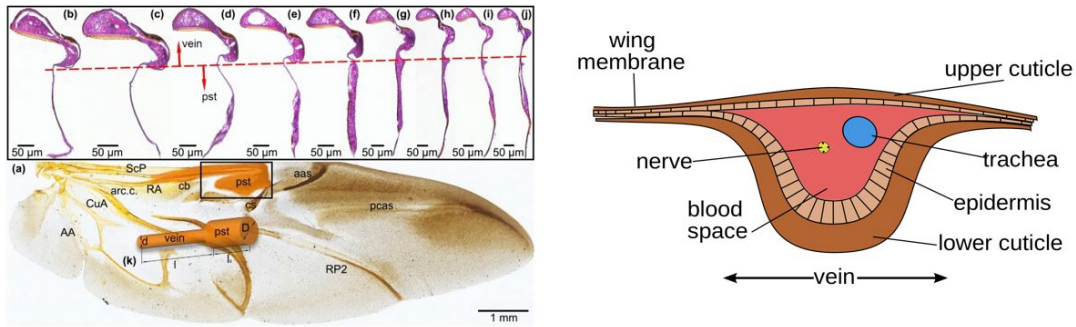 (b) (c) (d) (e) (f) (g) (h) (i) (j)
vein
pst
50 µm 50 µm 50 µm 50 µm 50 µm 50 µm 50 µm 50 µm 50 µm
(a)
ScP
arc.c. RA cb pst aas
CuA cs pcas
AA
d vein pst D
(k) l L
RP2
1 mm
wing
membrane
upper cuticle
nerve
trachea
blood
space
epidermis
lower cuticle
vein